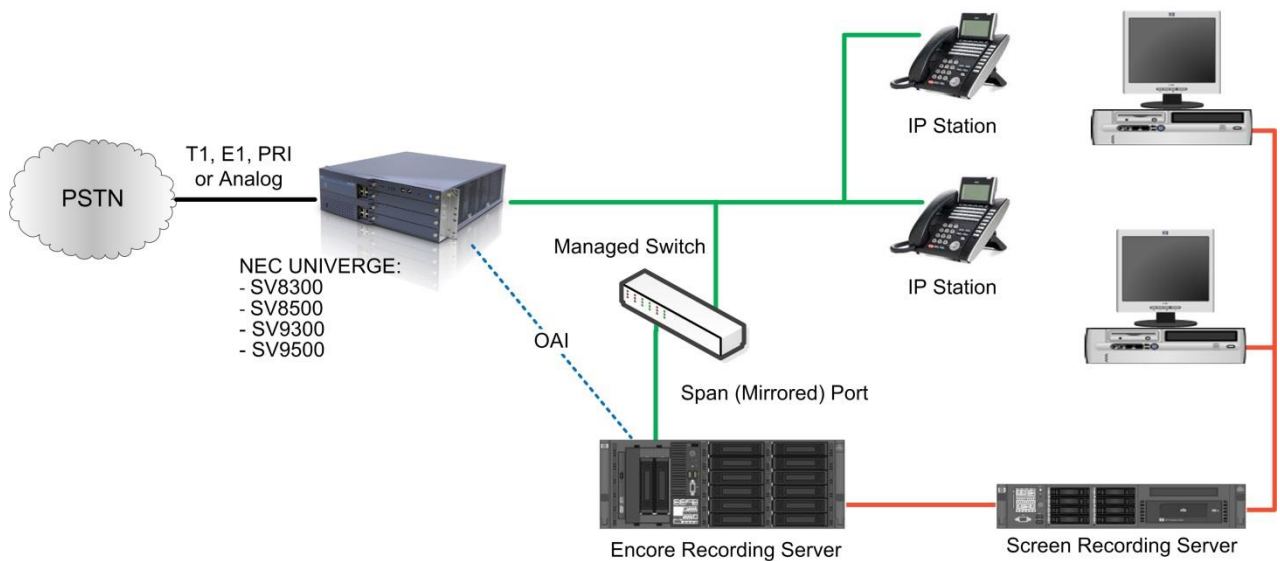 T1, E1, PRI
or Analog
PSTN
NEC UNIVERGE:
- SV8300
- SV8500
- SV9300
- SV9500
OAI
Managed Switch
Span (Mirrored) Port
IP Station
IP Station
Encore Recording Server
Screen Recording Server